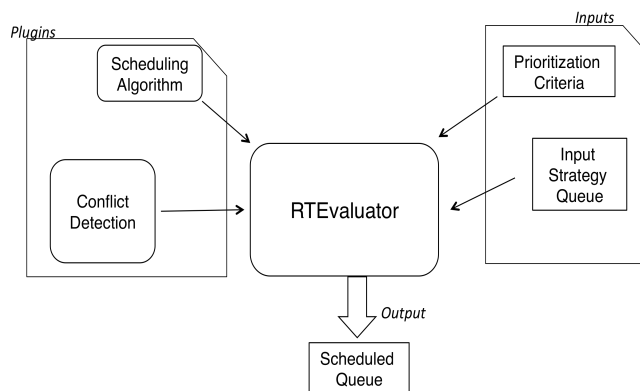 Plugins
Scheduling
Algorithm
Conflict
Detection
RTEvaluator
Inputs
Prioritization
Criteria
Input
Strategy
Queue
Output
Scheduled
Queue